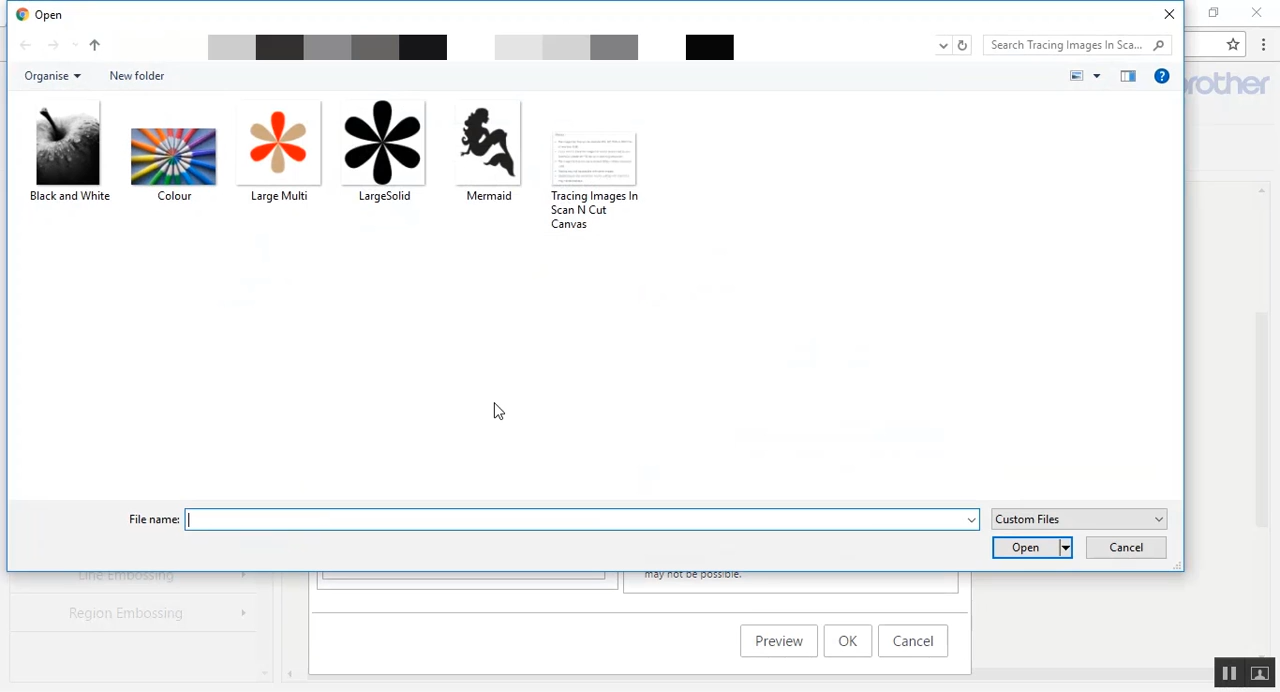 Open
Search Tracing Images In Sca...
Organise
New folder
brother
Black and White
Colour
Large Multi
LargeSolid
Mermaid
Tracing Images In
Scan N Cut
Canvas
File name:
Custom Files
Open
Cancel
Line Embossing
may not be possible.
Region Embossing
Preview
OK
Cancel